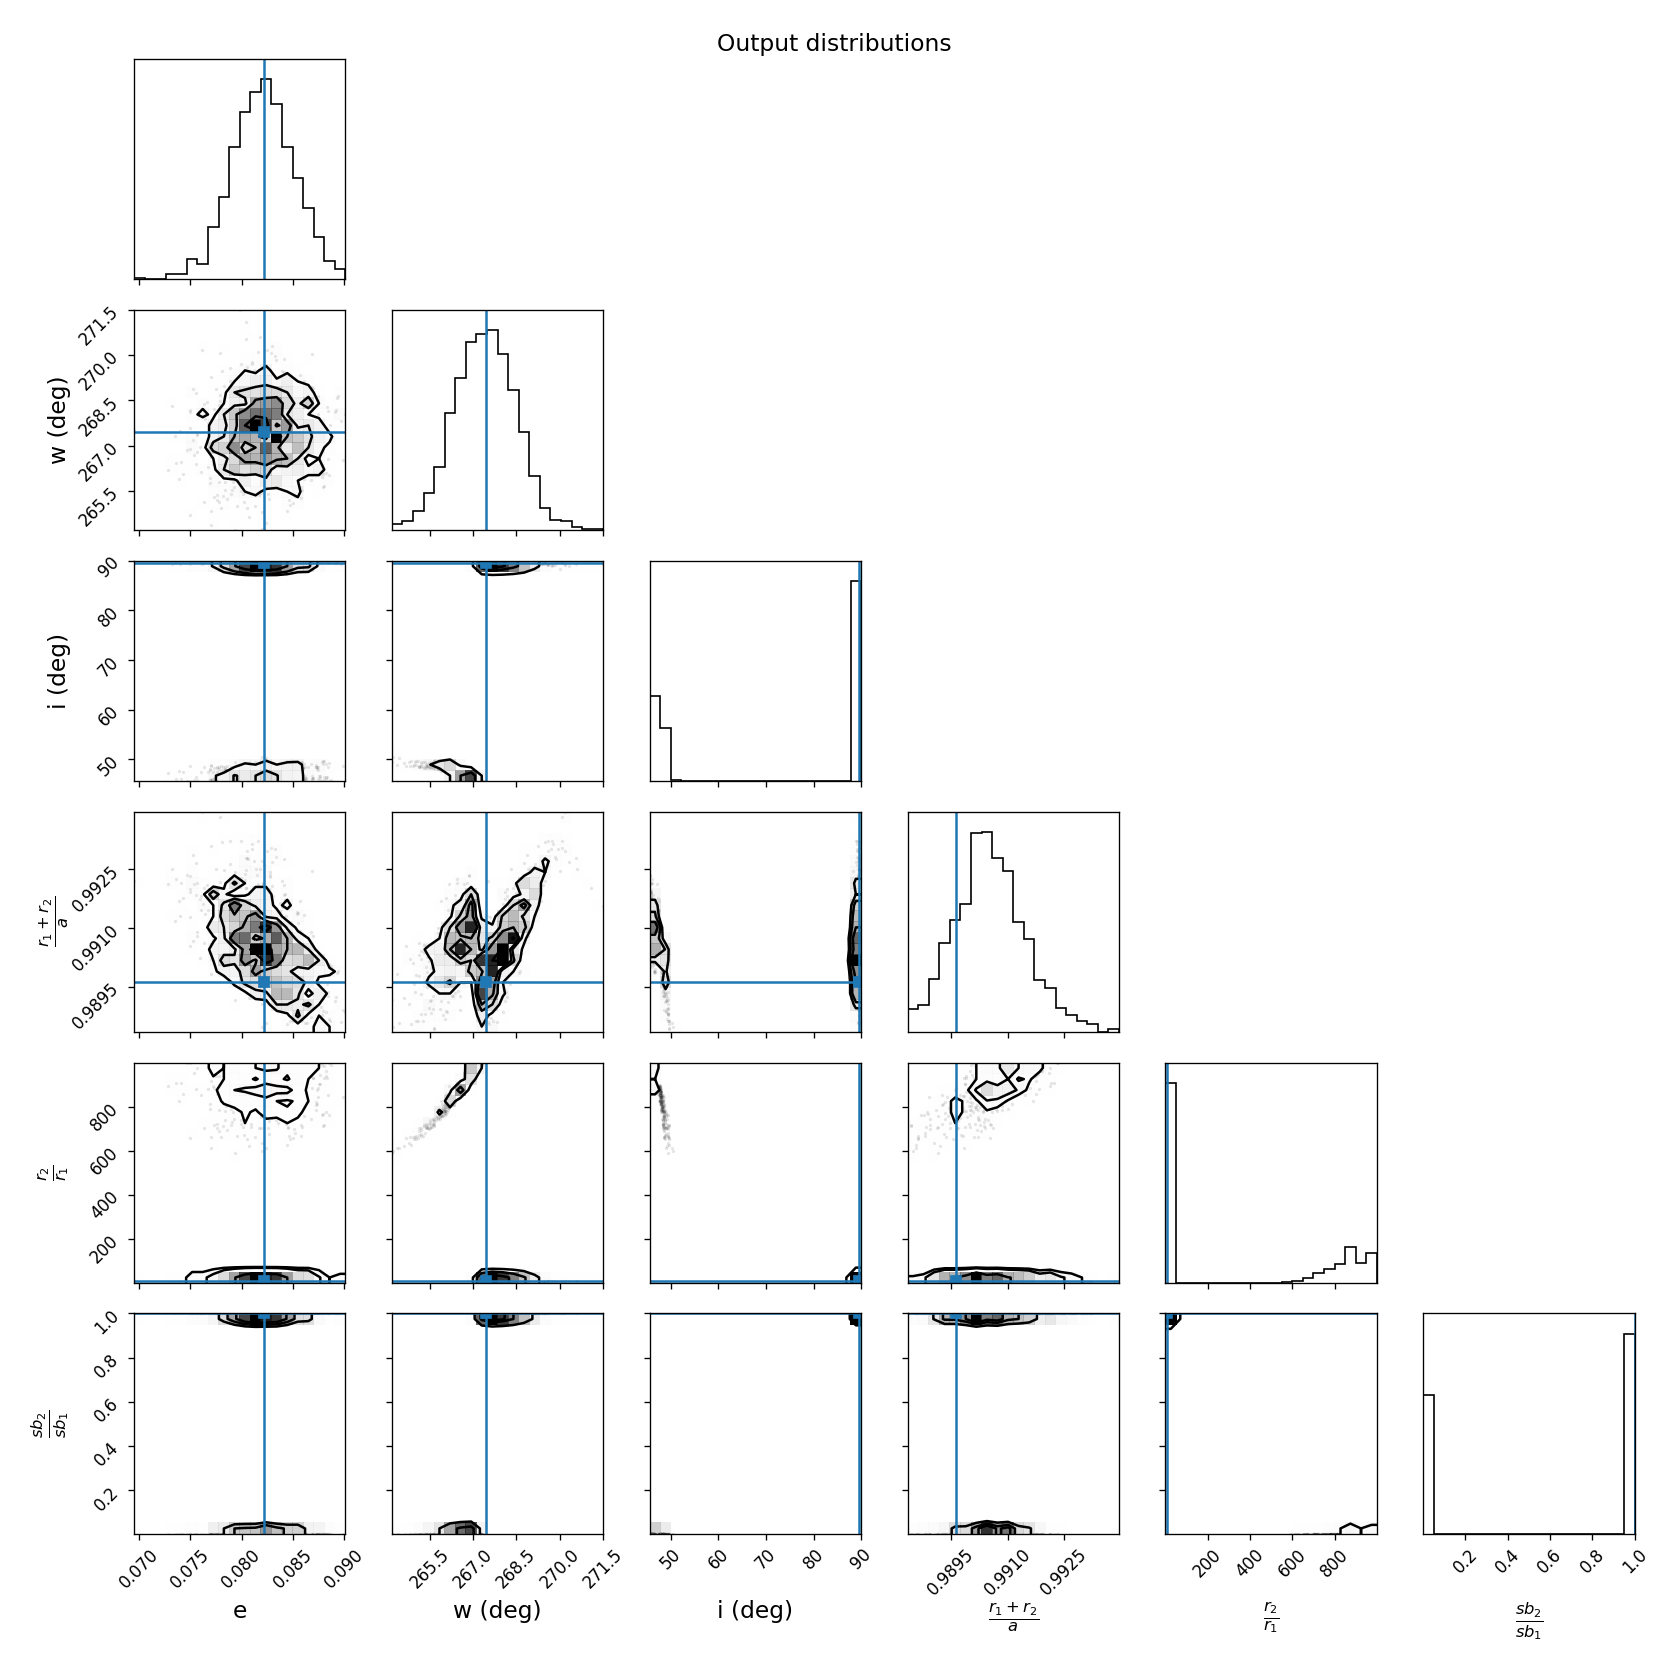 Output distributions
w (deg)
271.5
270.0
268.5
267.0
265.5
i (deg)
90
80
70
60
50
r₁ + r₂
a
0.9925
0.9910
0.9895
r₂
r₁
800
600
400
200
sb₂
sb₁
1.0
0.8
0.6
0.4
0.2
0.070 0.075 0.080 0.085 0.090
e
265.5 267.0 268.5 270.0 271.5
w (deg)
50 60 70 80 90
i (deg)
0.9895 0.9910 0.9925
r₁ + r₂
a
200 400 600 800
r₂
r₁
0.2 0.4 0.6 0.8 1.0
sb₂
sb₁